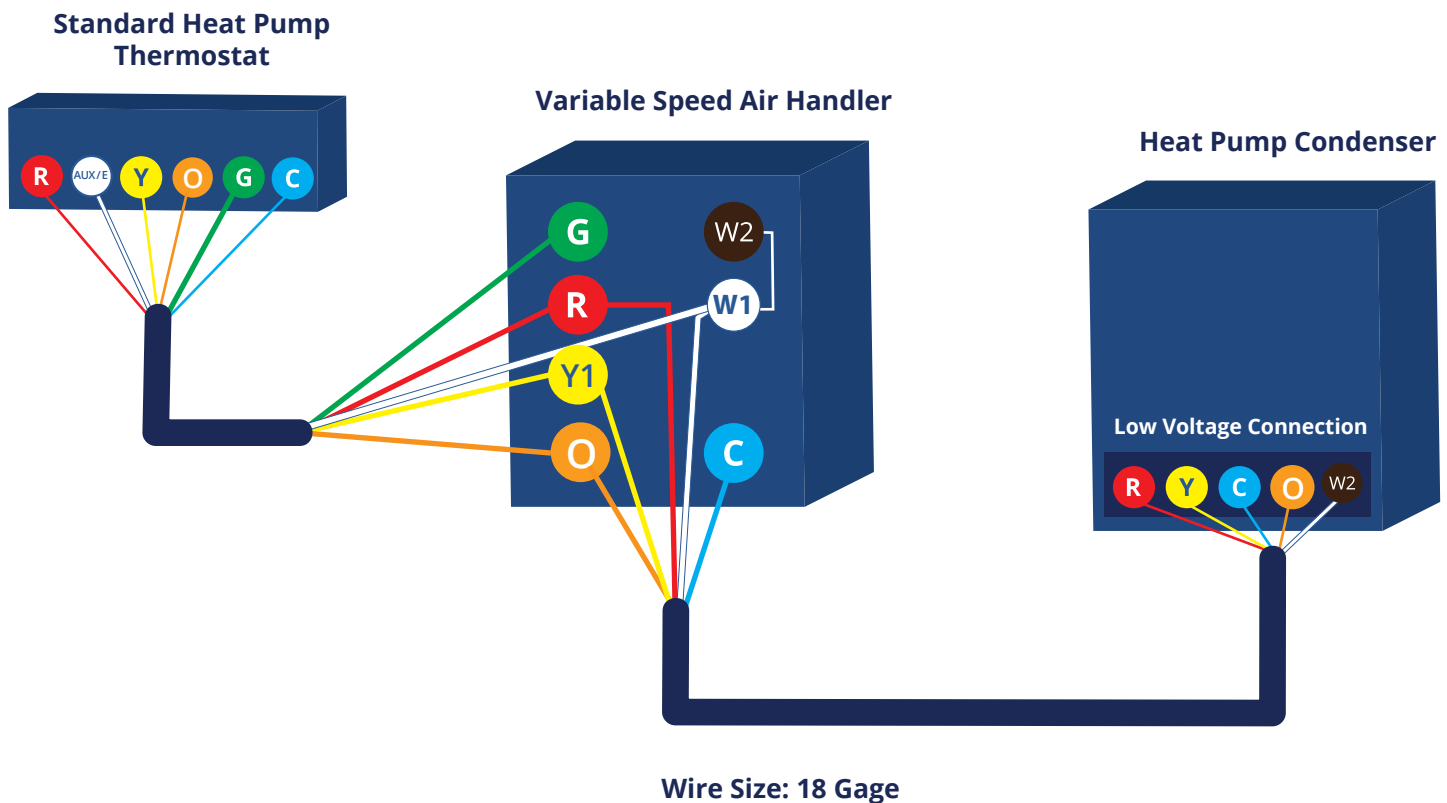 Standard Heat Pump
Thermostat
R AUX/E Y O G C
Variable Speed Air Handler
G W2
R W1
Y1
O C
Heat Pump Condenser
Low Voltage Connection
R Y C O W2
Wire Size: 18 Gage